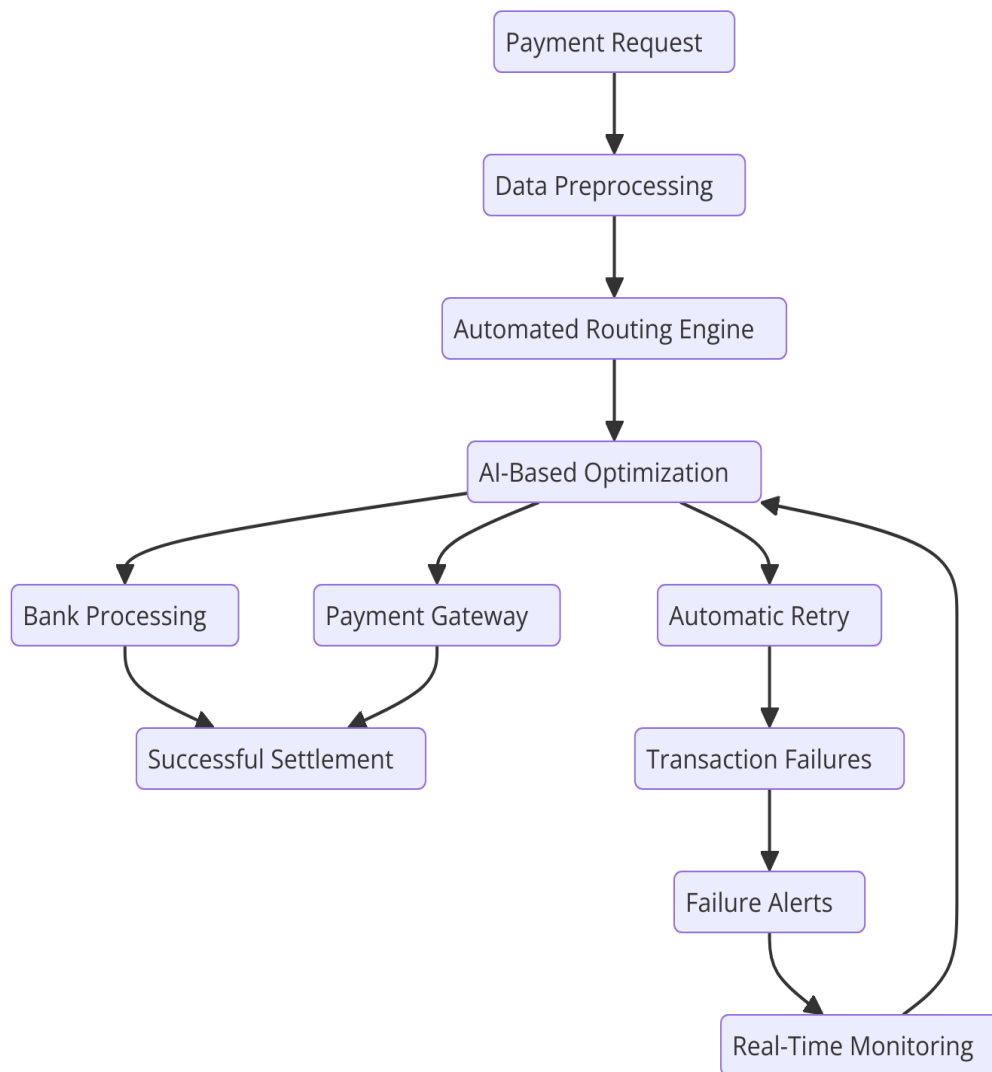 Payment Request
Data Preprocessing
Automated Routing Engine
AI-Based Optimization
Bank Processing
Payment Gateway
Automatic Retry
Successful Settlement
Transaction Failures
Failure Alerts
Real-Time Monitoring